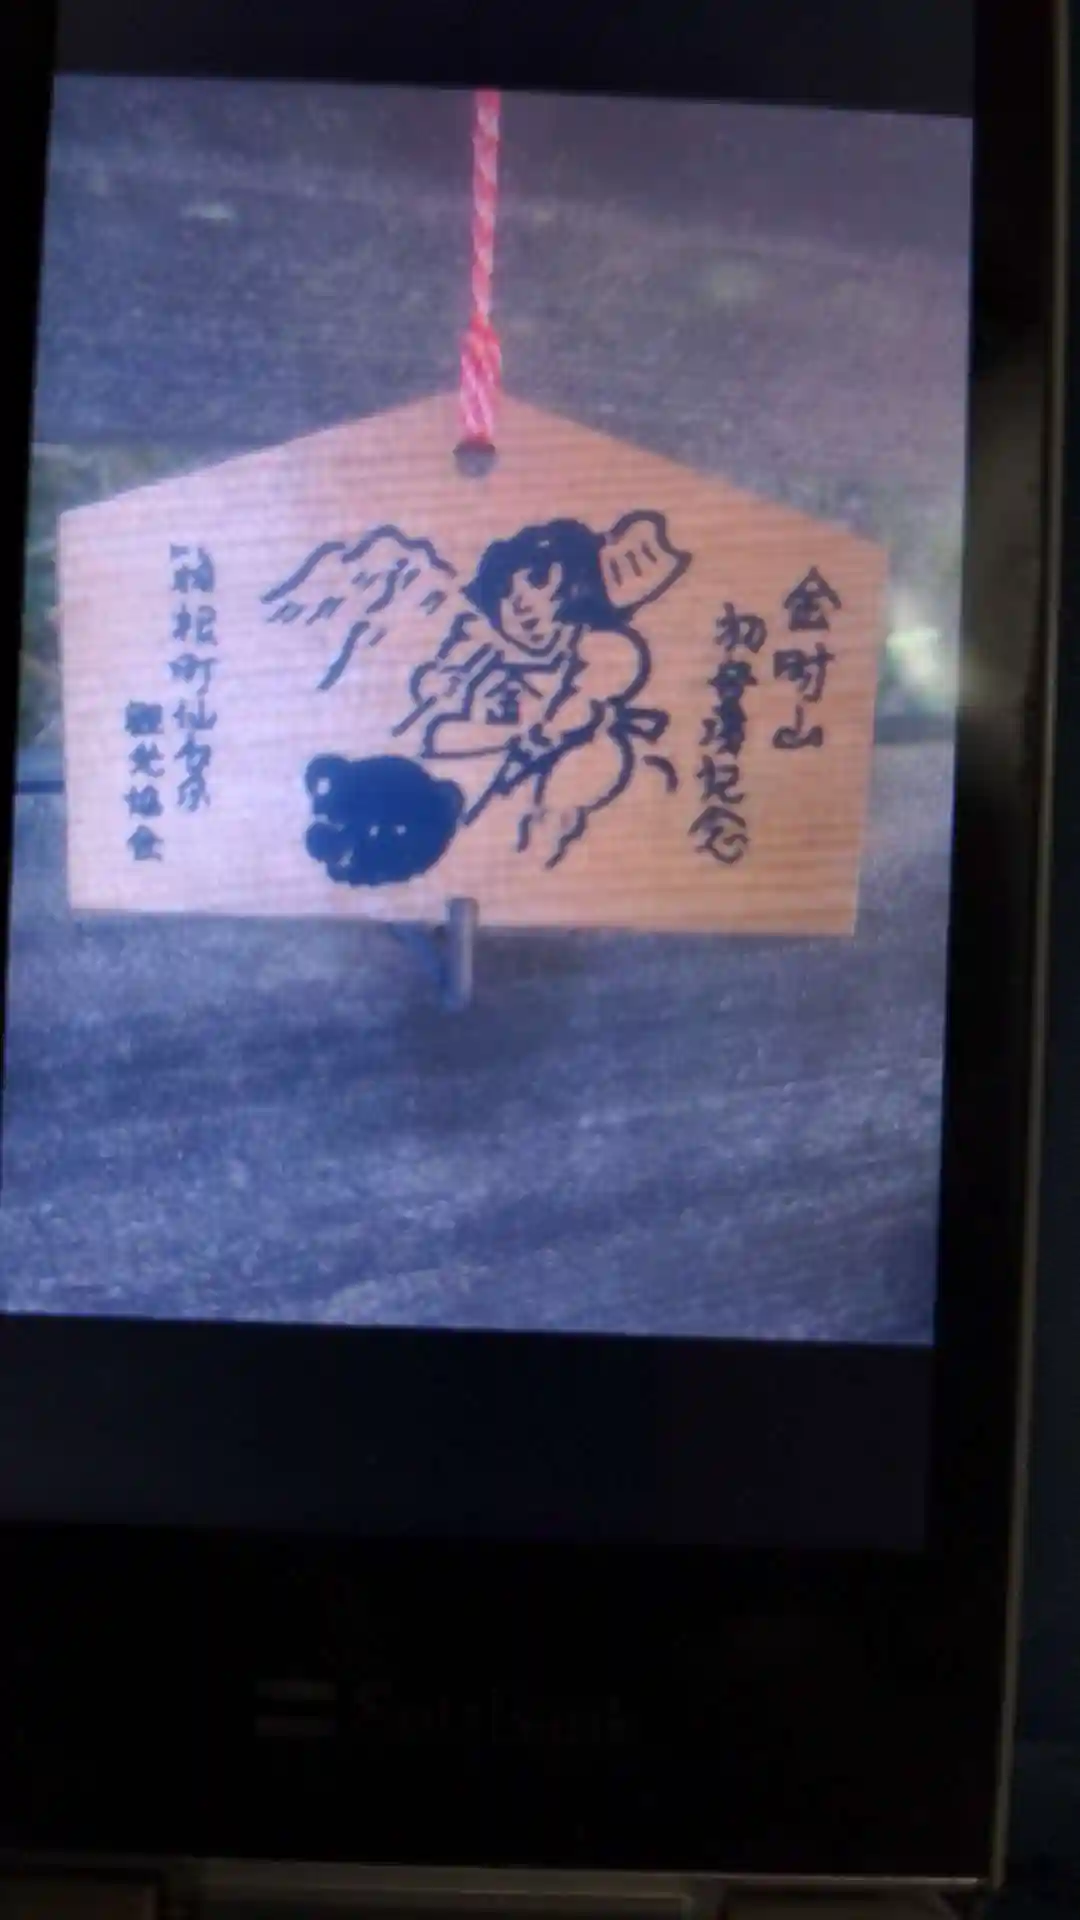 金時山
初登頂記念
金
箱根町仙石原
観光協会
SoftBank